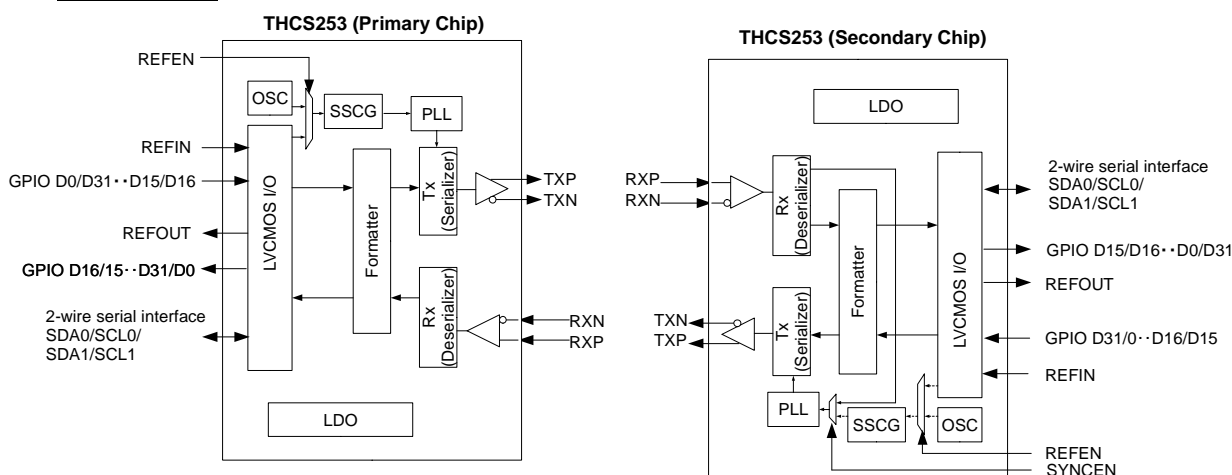 THCS253 (Primary Chip)
REFEN
OSC
SSCG
PLL
REFIN
GPIO D0/D31··D15/D16
REFOUT
GPIO D16/15··D31/D0
2-wire serial interface
SDA0/SCL0/
SDA1/SCL1
LVCMOS I/O
Formatter
Tx
(Serializer)
TXP
TXN
Rx
(Deserializer)
RXN
RXP
LDO
THCS253 (Secondary Chip)
LDO
RXP
RXN
Rx
(Deserializer)
Formatter
LVCMOS I/O
2-wire serial interface
SDA0/SCL0/
SDA1/SCL1
GPIO D15/D16··D0/D31
REFOUT
TXN
TXP
Tx
(Serializer)
GPIO D31/0··D16/D15
REFIN
PLL
SSCG
OSC
REFEN
SYNCEN